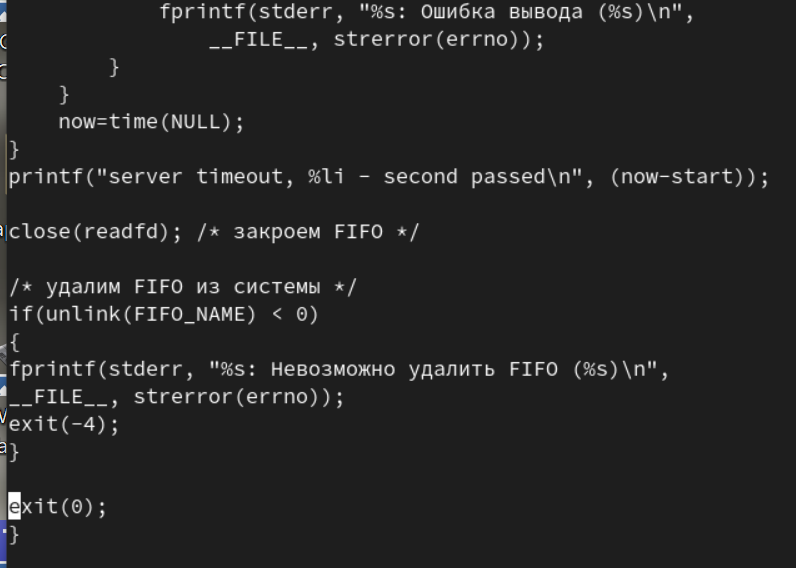 fprintf(stderr, "%s: Ошибка вывода (%s)\n",
__FILE__, strerror(errno));
}
}
now=time(NULL);
}
printf("server timeout, %li - second passed\n", (now-start));
close(readfd); /* закроем FIFO */
/* удалим FIFO из системы */
if(unlink(FIFO_NAME) < 0)
{
fprintf(stderr, "%s: Невозможно удалить FIFO (%s)\n",
__FILE__, strerror(errno));
exit(-4);
}
exit(0);
}